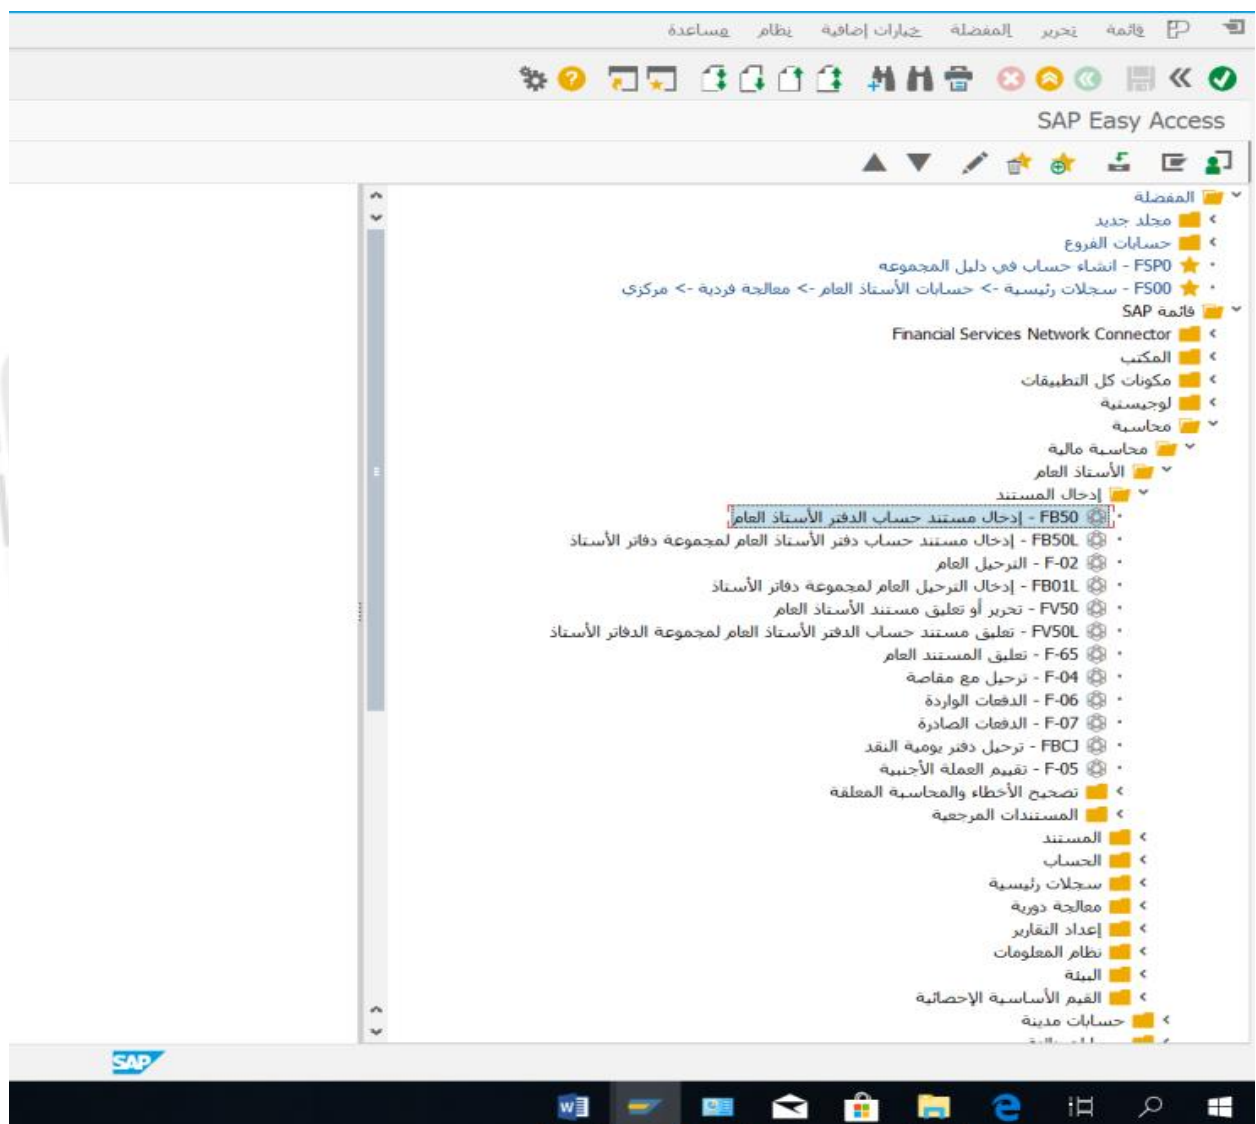 قائمة تحرير المفضلة خيارات إضافية نظام مساعدة
SAP Easy Access
المفضلة
مجلد جديد
حسابات الفروع
FSP0 - انشاء حساب في دليل المجموعه
FS00 - سجلات رئيسية -> حسابات الأستاذ العام -> معالجة فردية -> مركزي
قائمة SAP
Financial Services Network Connector
المكتب
مكونات كل التطبيقات
لوجيستية
محاسبة
محاسبة مالية
الأستاذ العام
إدخال المستند
FB50 - إدخال مستند حساب الدفتر الأستاذ العام
FB50L - إدخال مستند حساب دفتر الأستاذ العام لمجموعة دفاتر الأستاذ
F-02 - الترحيل العام
FB01L - إدخال الترحيل العام لمجموعة دفاتر الأستاذ
FV50 - تحرير أو تعليق مستند الأستاذ العام
FV50L - تعليق مستند حساب الدفتر الأستاذ العام لمجموعة الدفاتر الأستاذ
F-65 - تعليق المستند العام
F-04 - ترحيل مع مقاصة
F-06 - الدفعات الواردة
F-07 - الدفعات الصادرة
FBCJ - ترحيل دفتر يومية النقد
F-05 - تقييم العملة الأجنبية
تصحيح الأخطاء والمحاسبة المعلقة
المستندات المرجعية
المستند
الحساب
سجلات رئيسية
معالجة دورية
إعداد التقارير
نظام المعلومات
البيئة
القيم الأساسية الإحصائية
حسابات مدينة
SAP